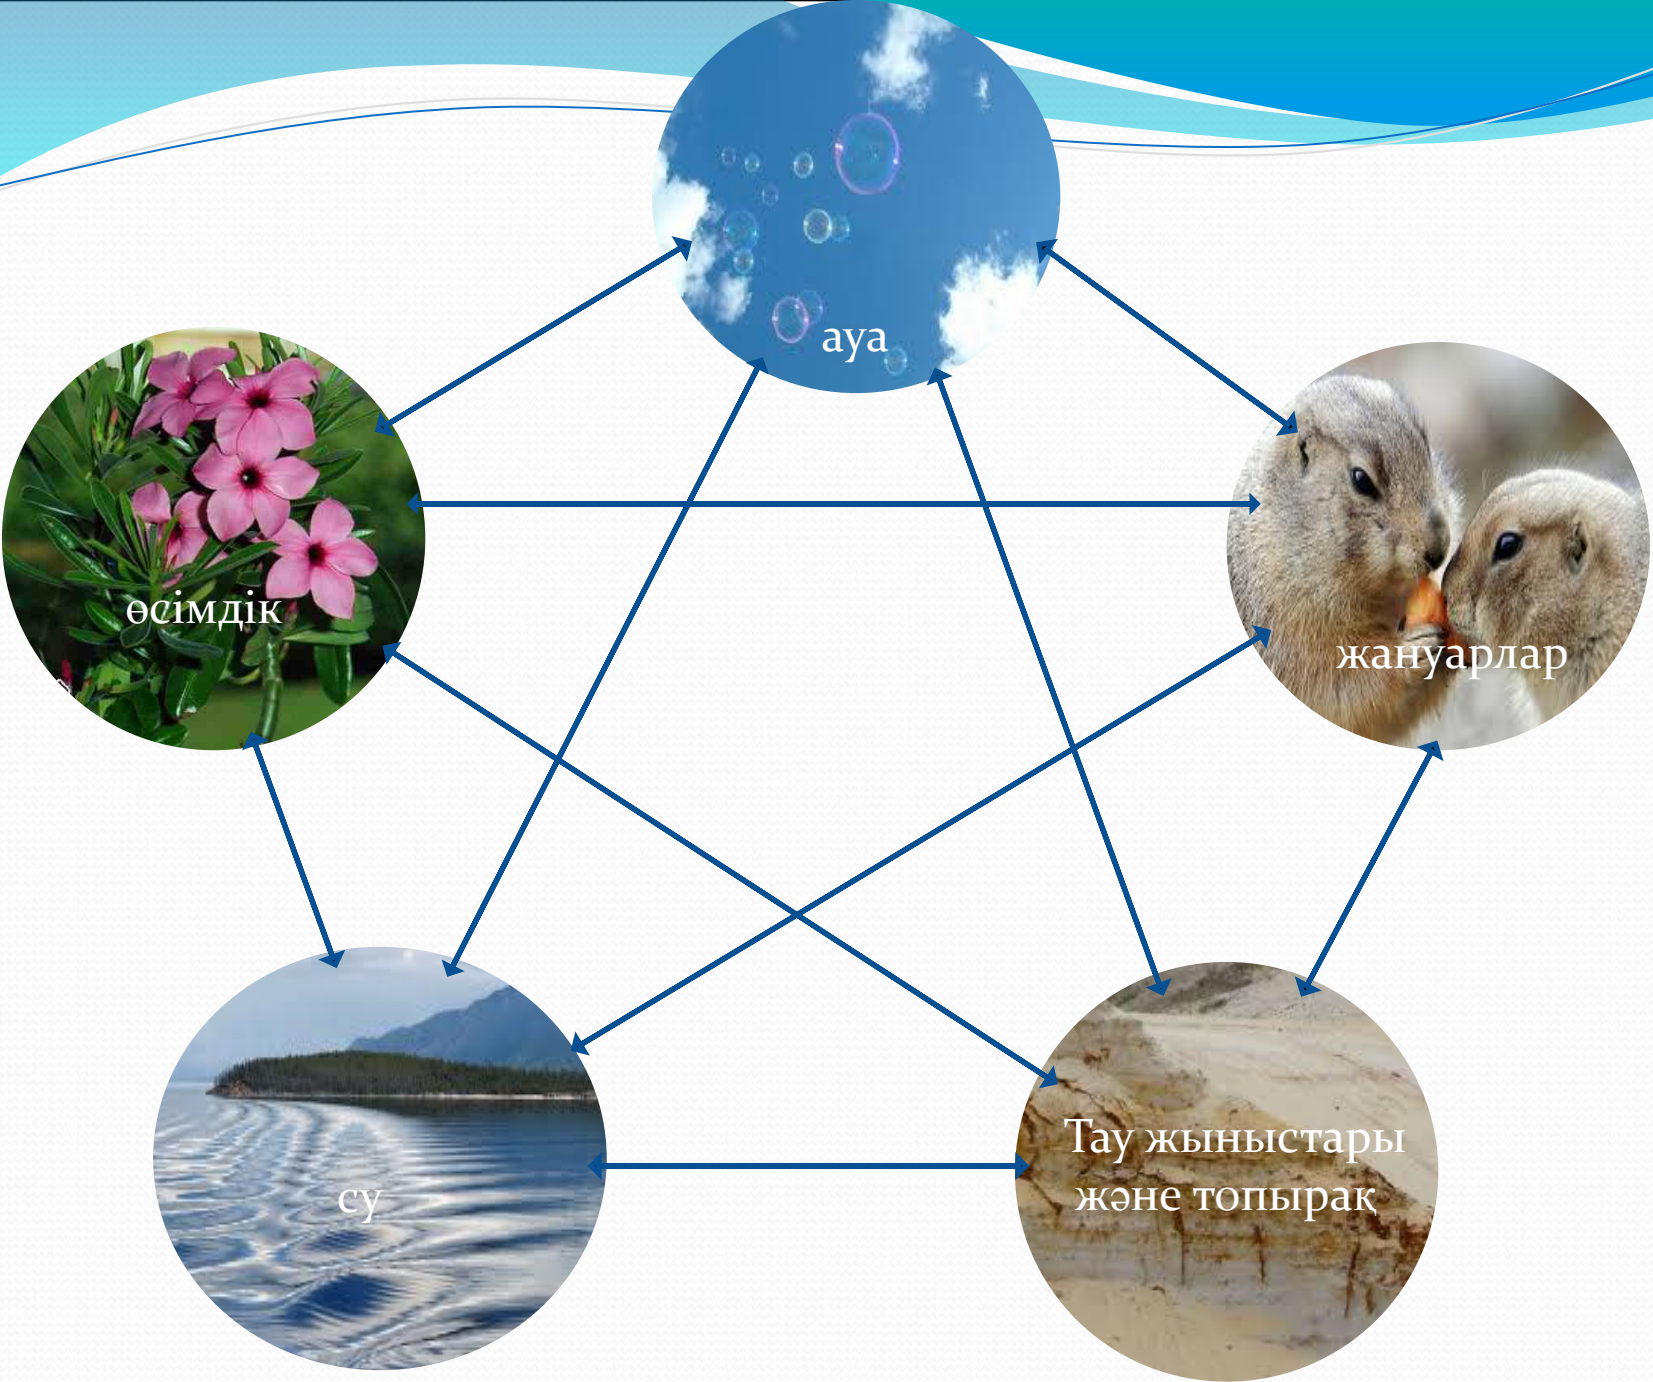 ауа
өсімдік
жануарлар
су
Тау жыныстары
және топырақ